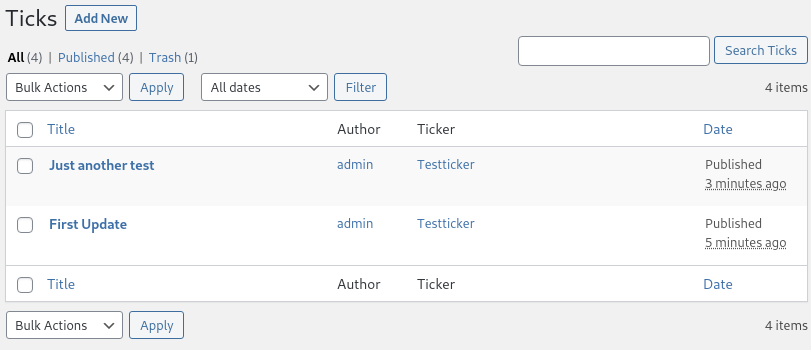 Ticks Add New
All (4) | Published (4) | Trash (1)
Search Ticks
Bulk Actions Apply All dates Filter 4 items
Title Author Ticker Date
Just another test admin Testticker Published
3 minutes ago
First Update admin Testticker Published
5 minutes ago
Title Author Ticker Date
Bulk Actions Apply 4 items